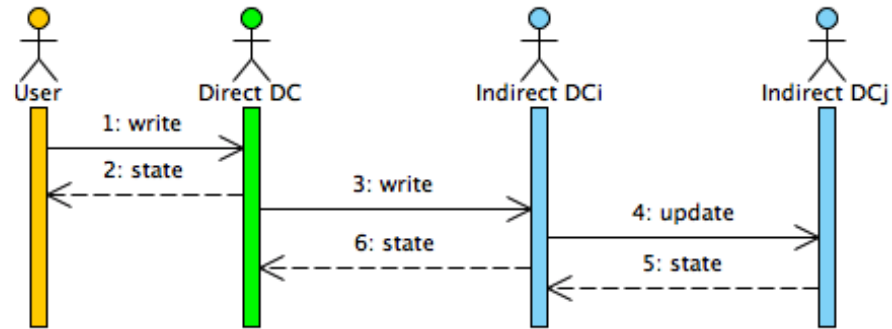 User
Direct DC
Indirect DCi
Indirect DCj
1: write
2: state
3: write
4: update
6: state
5: state